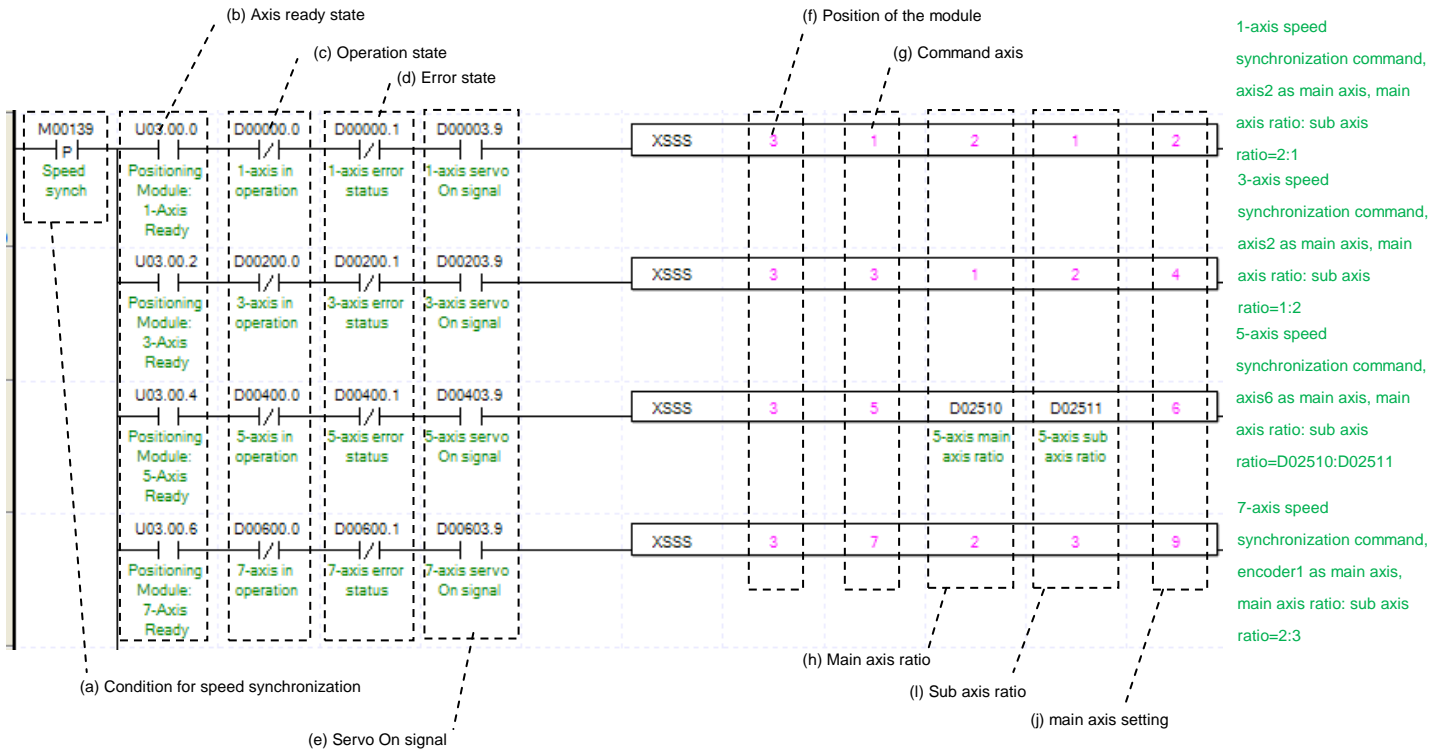 (b) Axis ready state
(f) Position of the module
(c) Operation state
(g) Command axis
(d) Error state
M00139
P
Speed
synch
U03.00.0
D00000.0
D00000.1
D00003.9
XSSS
3
1
2
1
2
Positioning
Module:
1-Axis
Ready
1-axis in
operation
1-axis error
status
1-axis servo
On signal
1-axis speed
synchronization command,
axis2 as main axis, main
axis ratio: sub axis
ratio=2:1
U03.00.2
D00200.0
D00200.1
D00203.9
XSSS
3
3
1
2
4
Positioning
Module:
3-Axis
Ready
3-axis in
operation
3-axis error
status
3-axis servo
On signal
3-axis speed
synchronization command,
axis2 as main axis, main
axis ratio: sub axis
ratio=1:2
U03.00.4
D00400.0
D00400.1
D00403.9
XSSS
3
5
D02510
D02511
6
Positioning
Module:
5-Axis
Ready
5-axis in
operation
5-axis error
status
5-axis servo
On signal
5-axis main
axis ratio
5-axis sub
axis ratio
5-axis speed
synchronization command,
axis6 as main axis, main
axis ratio: sub axis
ratio=D02510:D02511
U03.00.6
D00600.0
D00600.1
D00603.9
XSSS
3
7
2
3
9
Positioning
Module:
7-Axis
Ready
7-axis in
operation
7-axis error
status
7-axis servo
On signal
7-axis speed
synchronization command,
encoder1 as main axis,
main axis ratio: sub axis
ratio=2:3
(h) Main axis ratio
(a) Condition for speed synchronization
(l) Sub axis ratio
(j) main axis setting
(e) Servo On signal